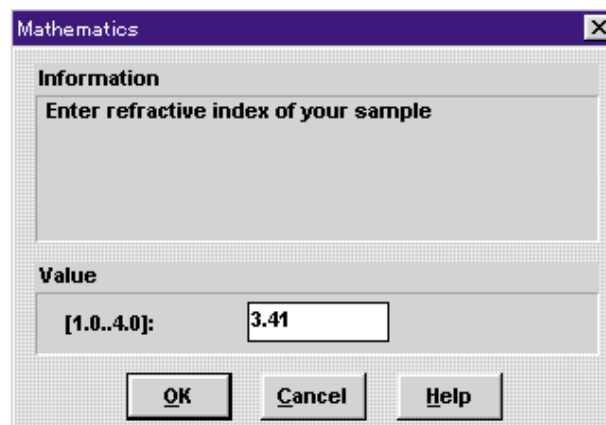 Mathematics
Information
Enter refractive index of your sample
Value
[1.0..4.0]: 3.41
OK Cancel Help